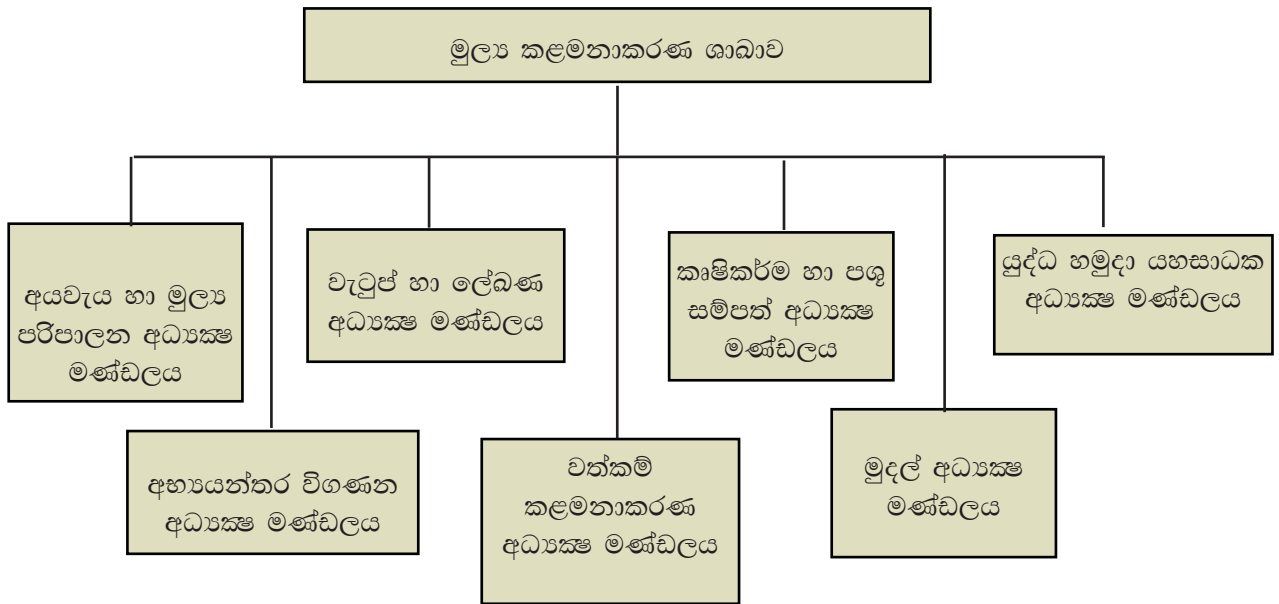 මුල්‍ය කළමනාකරණ ශාඛාව
අයවැය හා මුල්‍ය
පරිපාලන අධ්‍යක්‍ෂ
මණ්ඩලය
වැටුප් හා ලේඛණ
අධ්‍යක්‍ෂ මණ්ඩලය
කෘෂිකර්ම හා පශූ
සම්පත් අධ්‍යක්‍ෂ
මණ්ඩලය
යුද්ධ හමුදා යහසාධක
අධ්‍යක්‍ෂ මණ්ඩලය
අභ්‍යයන්තර විගණන
අධ්‍යක්‍ෂ මණ්ඩලය
වත්කම්
කළමනාකරණ
අධ්‍යක්‍ෂ මණ්ඩලය
මුදල් අධ්‍යක්‍ෂ
මණ්ඩලය